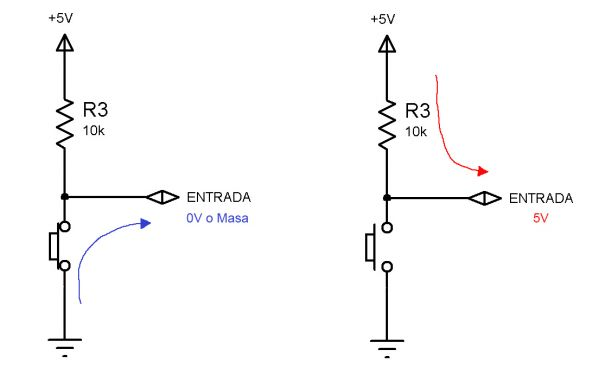 +5V
R3
10k
ENTRADA
0V o Masa
+5V
R3
10k
ENTRADA
5V